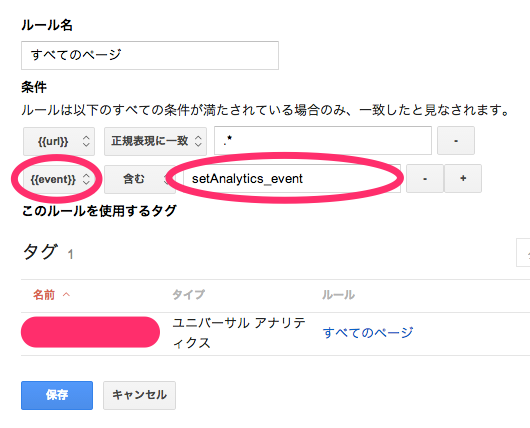 ルール名
すべてのページ
条件
ルールは以下のすべての条件が満たされている場合のみ、一致したと見なされます。
{{url}} 正規表現に一致 .* -
{{event}} 含む setAnalytics_event - +
このルールを使用するタグ
タグ 1
名前 タイプ ルール
ユニバーサル アナリティ
ィクス すべてのページ
保存 キャンセル